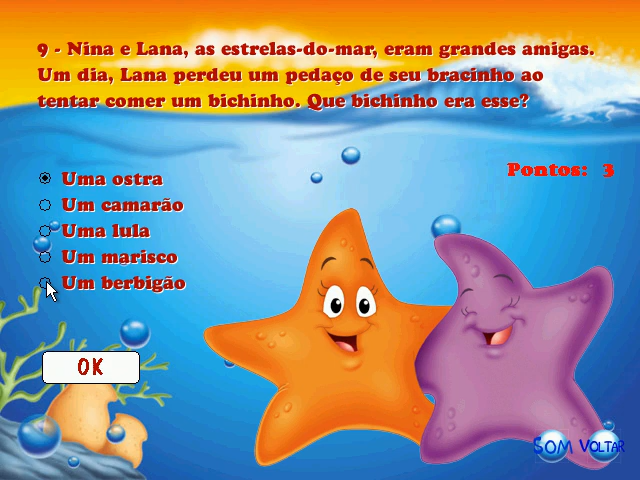 9 - Nina e Lana, as estrelas-do-mar, eram grandes amigas.
Um dia, Lana perdeu um pedaço de seu bracinho ao
tentar comer um bichinho. Que bichinho era esse?
Pontos: 3
Uma ostra
Um camarão
Uma lula
Um marisco
Um berbigão
OK
SOM VOLTAR